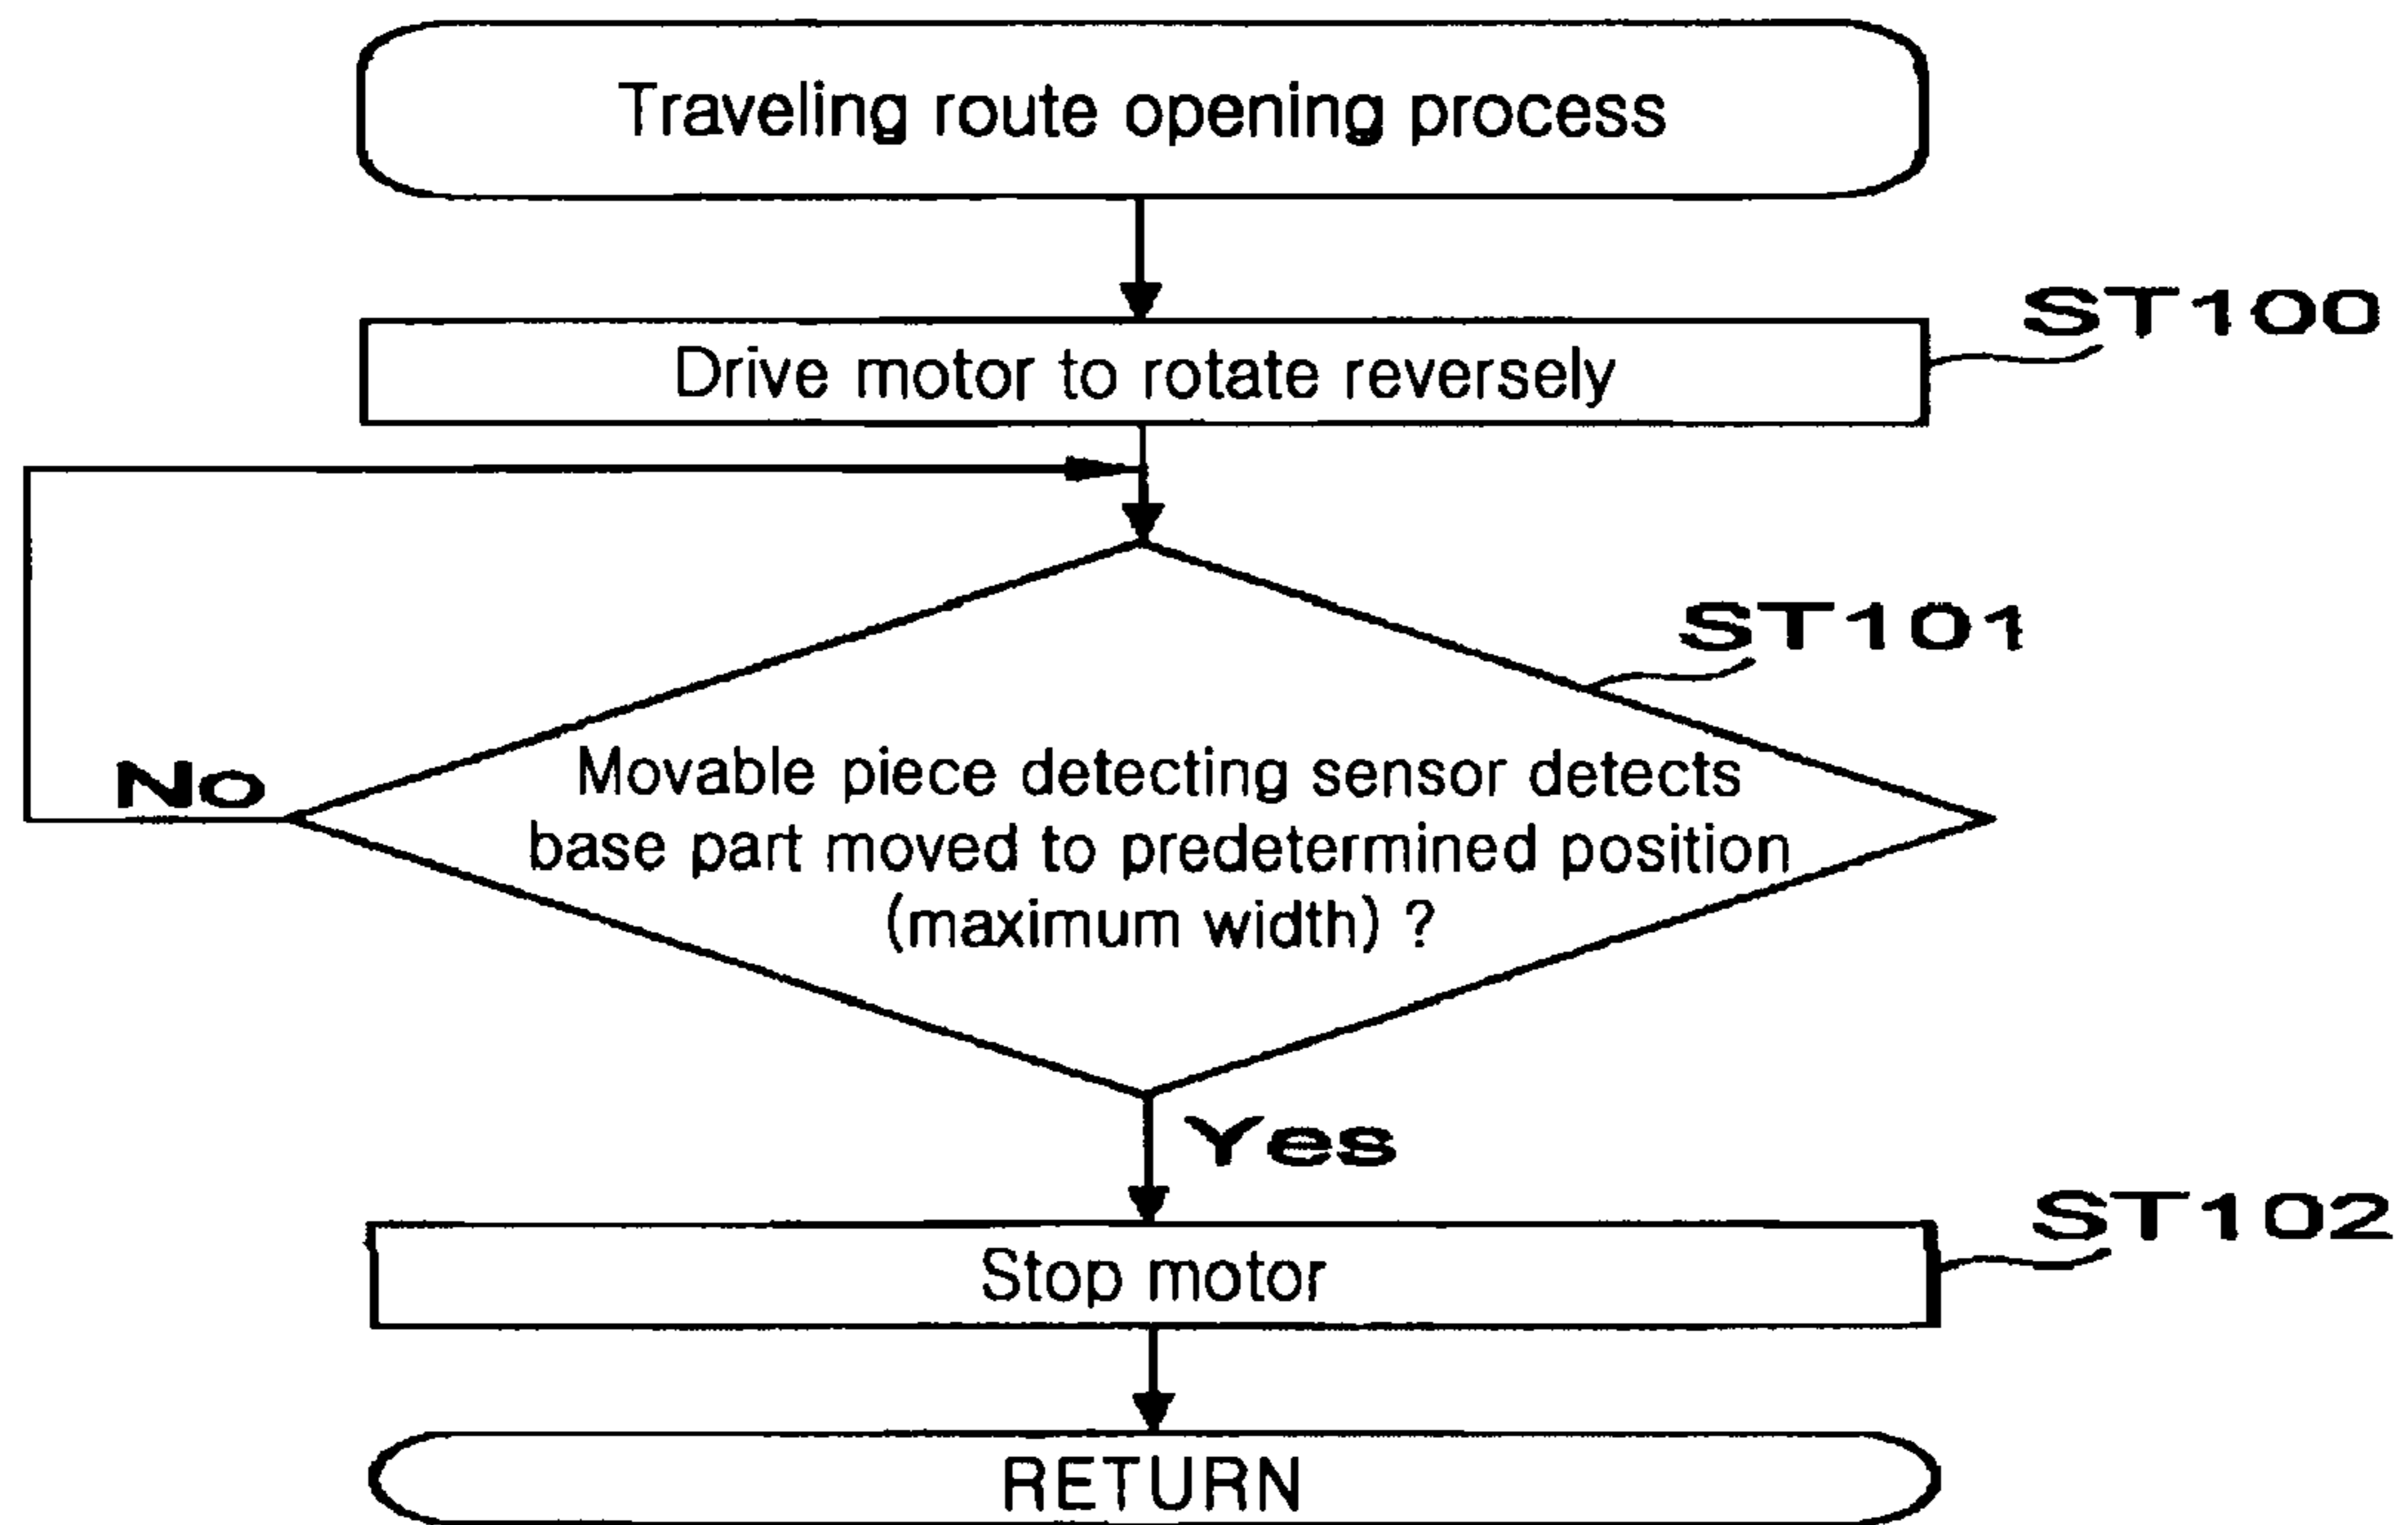 Traveling route opening process
ST100
Drive motor to rotate reversely
ST101
No
Movable piece detecting sensor detects
base part moved to predetermined position
(maximum width) ?
Yes
ST102
Stop motor
RETURN